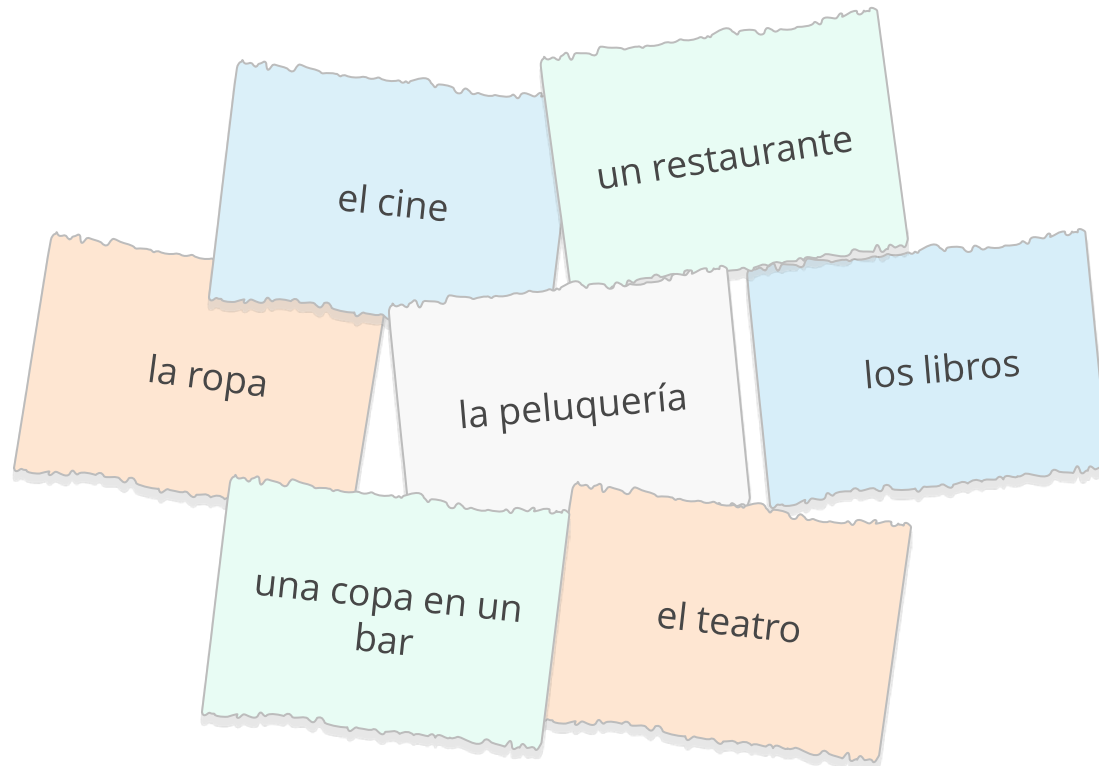 el cine
un restaurante
la ropa
la peluquería
los libros
una copa en un
bar
el teatro